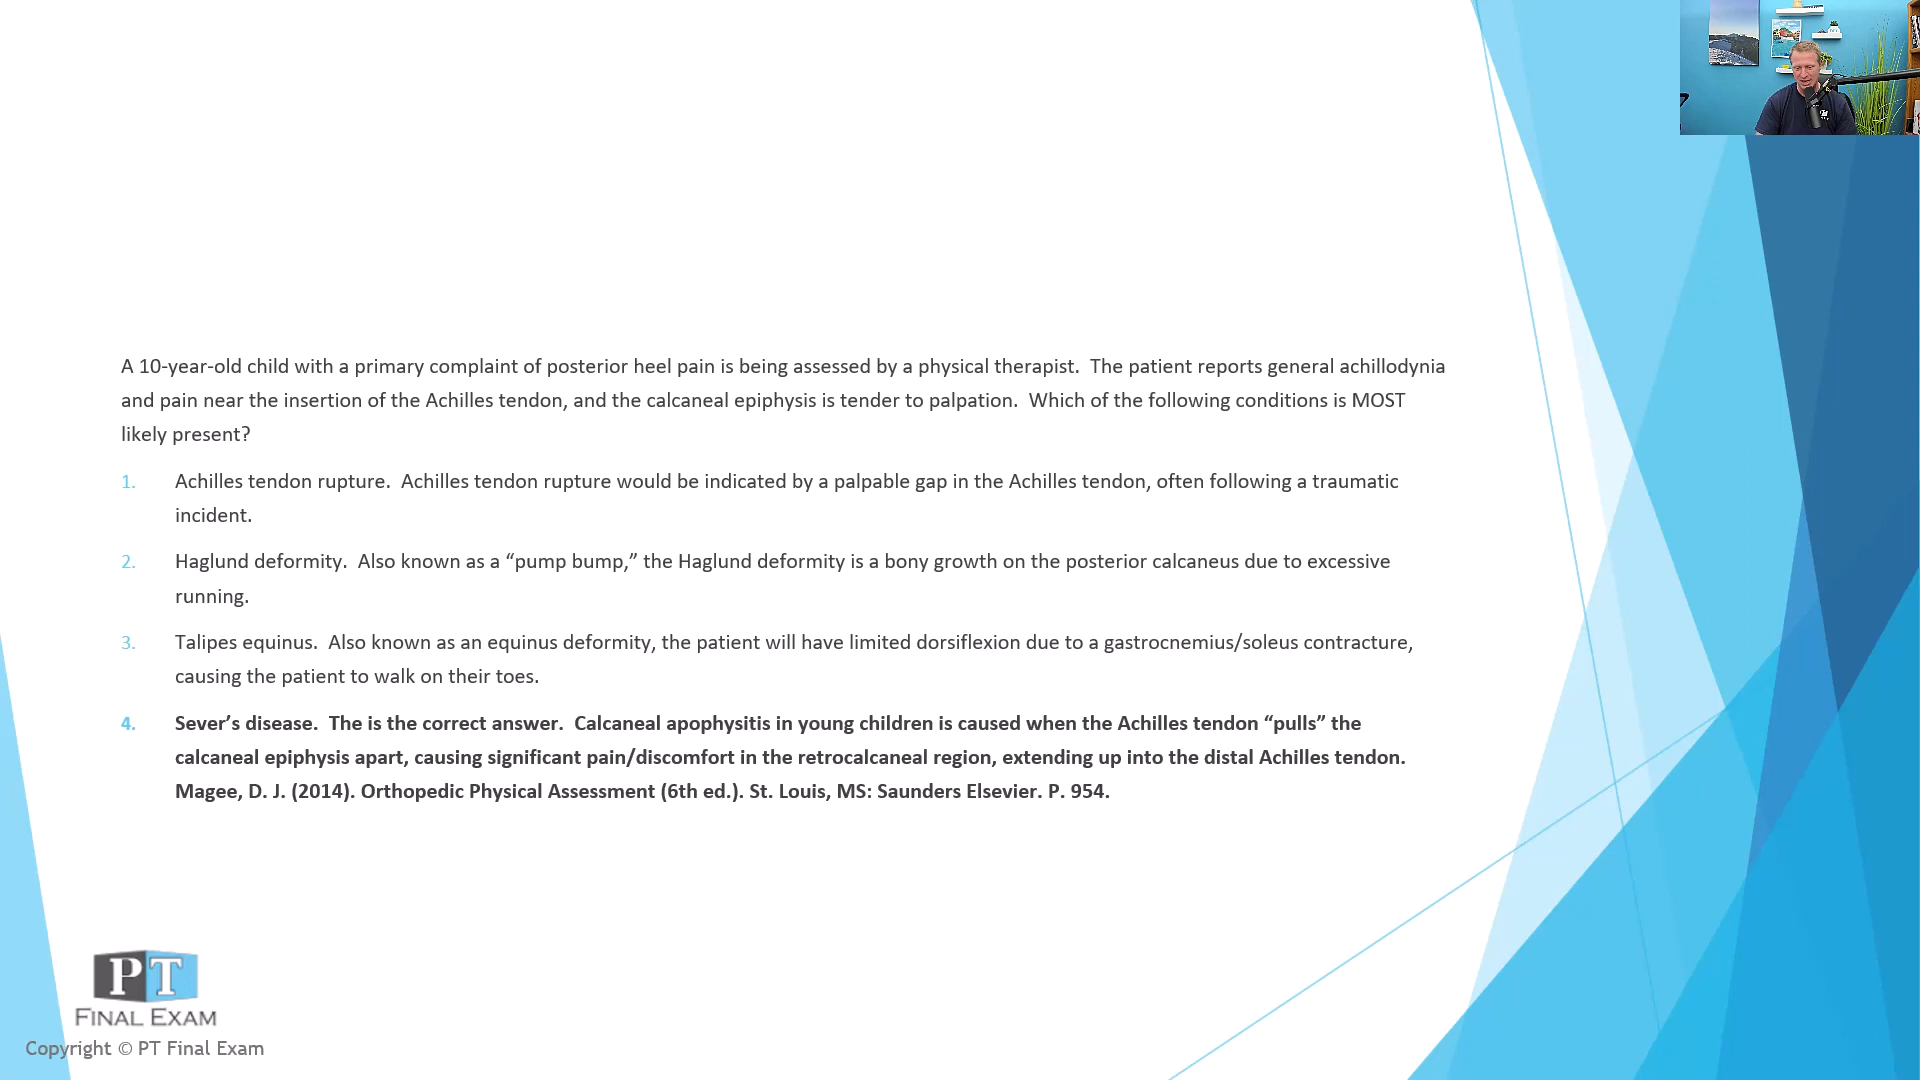 A 10-year-old child with a primary complaint of posterior heel pain is being assessed by a physical therapist.  The patient reports general achillodynia
and pain near the insertion of the Achilles tendon, and the calcaneal epiphysis is tender to palpation.  Which of the following conditions is MOST
likely present?
1. Achilles tendon rupture.  Achilles tendon rupture would be indicated by a palpable gap in the Achilles tendon, often following a traumatic
incident.
2. Haglund deformity.  Also known as a “pump bump,” the Haglund deformity is a bony growth on the posterior calcaneus due to excessive
running.
3. Talipes equinus.  Also known as an equinus deformity, the patient will have limited dorsiflexion due to a gastrocnemius/soleus contracture,
causing the patient to walk on their toes.
4. Sever’s disease.  The is the correct answer.  Calcaneal apophysitis in young children is caused when the Achilles tendon “pulls” the
calcaneal epiphysis apart, causing significant pain/discomfort in the retrocalcaneal region, extending up into the distal Achilles tendon.
Magee, D. J. (2014). Orthopedic Physical Assessment (6th ed.). St. Louis, MS: Saunders Elsevier. P. 954.
PT
FINAL EXAM
Copyright © PT Final Exam